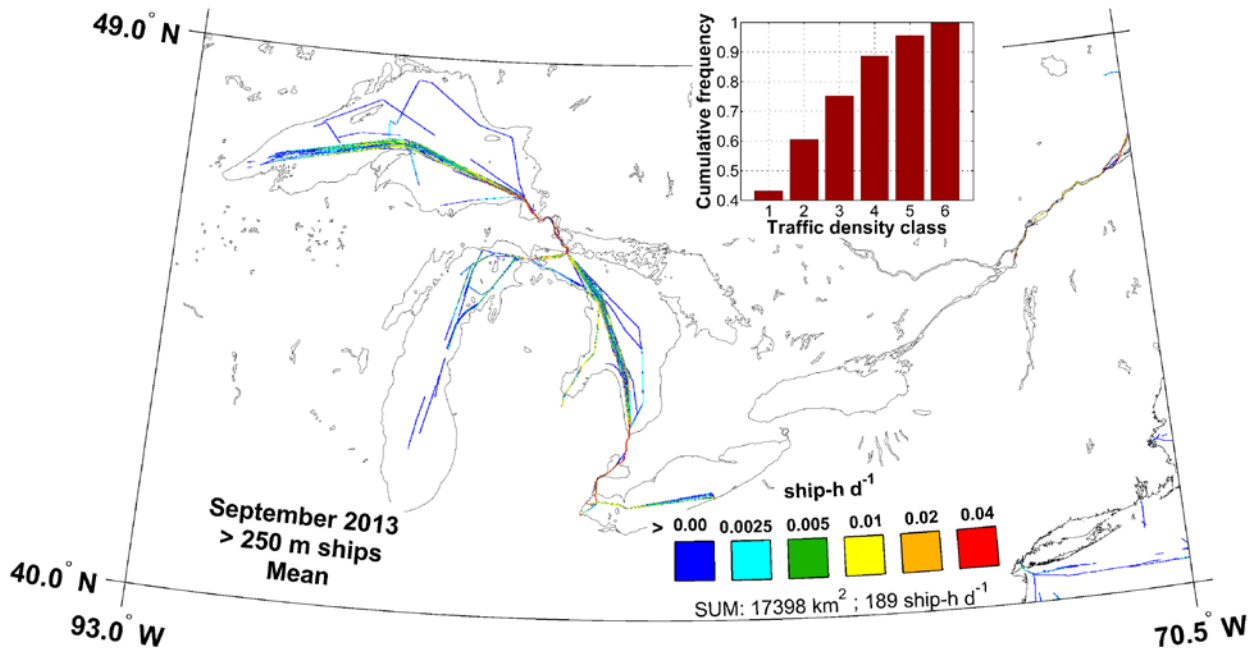 49.0° N
1
0.9
0.8
0.7
0.6
0.5
0.4
Cumulative frequency
1 2 3 4 5 6
Traffic density class
September 2013
> 250 m ships
Mean
ship-h d⁻¹
> 0.00 0.0025 0.005 0.01 0.02 0.04
SUM: 17398 km² ; 189 ship-h d⁻¹
40.0° N
93.0° W
70.5° W